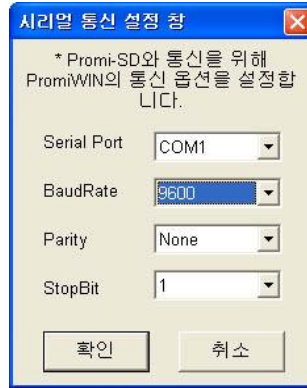 시리얼 통신 설정 창
* Promi-SD와 통신을 위해
PromiWIN의 통신 옵션을 설정합
니다.
Serial Port COM1
BaudRate 9600
Parity None
StopBit 1
확인 취소